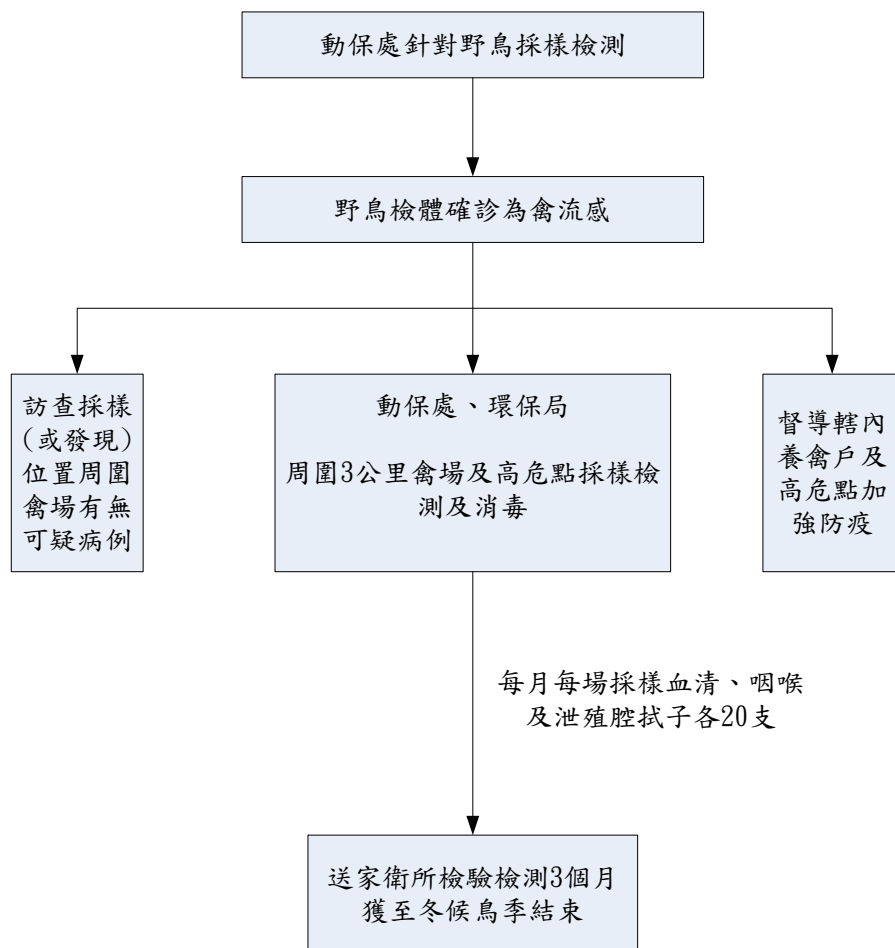 動保處針對野鳥採樣檢測
野鳥檢體確診為禽流感
訪查採樣
(或發現)
位置周圍
禽場有無
可疑病例
動保處、環保局
周圍3公里禽場及高危點採樣檢
測及消毒
督導轄內
養禽戶及
高危點加
強防疫
每月每場採樣血清、咽喉
及泄殖腔拭子各20支
送家衛所檢驗檢測3個月
獲至冬候鳥季結束